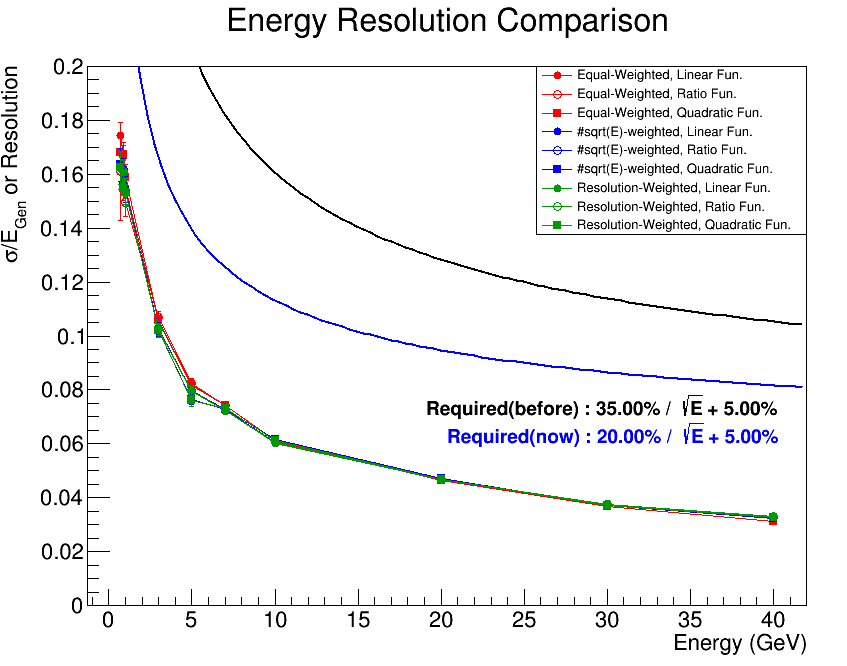 Energy Resolution Comparison
σ/E_Gen or Resolution
0.2
0.18
0.16
0.14
0.12
0.1
0.08
0.06
0.04
0.02
0
Equal-Weighted, Linear Fun.
Equal-Weighted, Ratio Fun.
Equal-Weighted, Quadratic Fun.
#sqrt(E)-weighted, Linear Fun.
#sqrt(E)-weighted, Ratio Fun.
#sqrt(E)-weighted, Quadratic Fun.
Resolution-Weighted, Linear Fun.
Resolution-Weighted, Ratio Fun.
Resolution-Weighted, Quadratic Fun.
Required(before) : 35.00% / √E + 5.00%
Required(now) : 20.00% / √E + 5.00%
0 5 10 15 20 25 30 35 40
Energy (GeV)